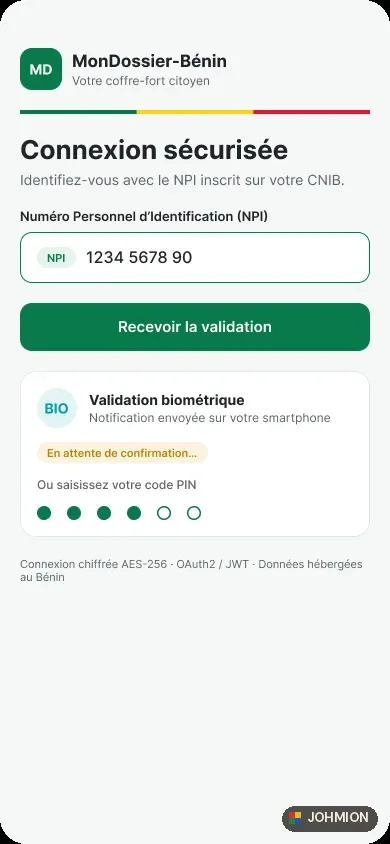 MD
MonDossier-Bénin
Votre coffre-fort citoyen
Connexion sécurisée
Identifiez-vous avec le NPI inscrit sur votre CNIB.
Numéro Personnel d’Identification (NPI)
NPI 1234 5678 90
Recevoir la validation
BIO
Validation biométrique
Notification envoyée sur votre smartphone
En attente de confirmation...
Ou saisissez votre code PIN
Connexion chiffrée AES-256 · OAuth2 / JWT · Données hébergées
au Bénin
JOHMION